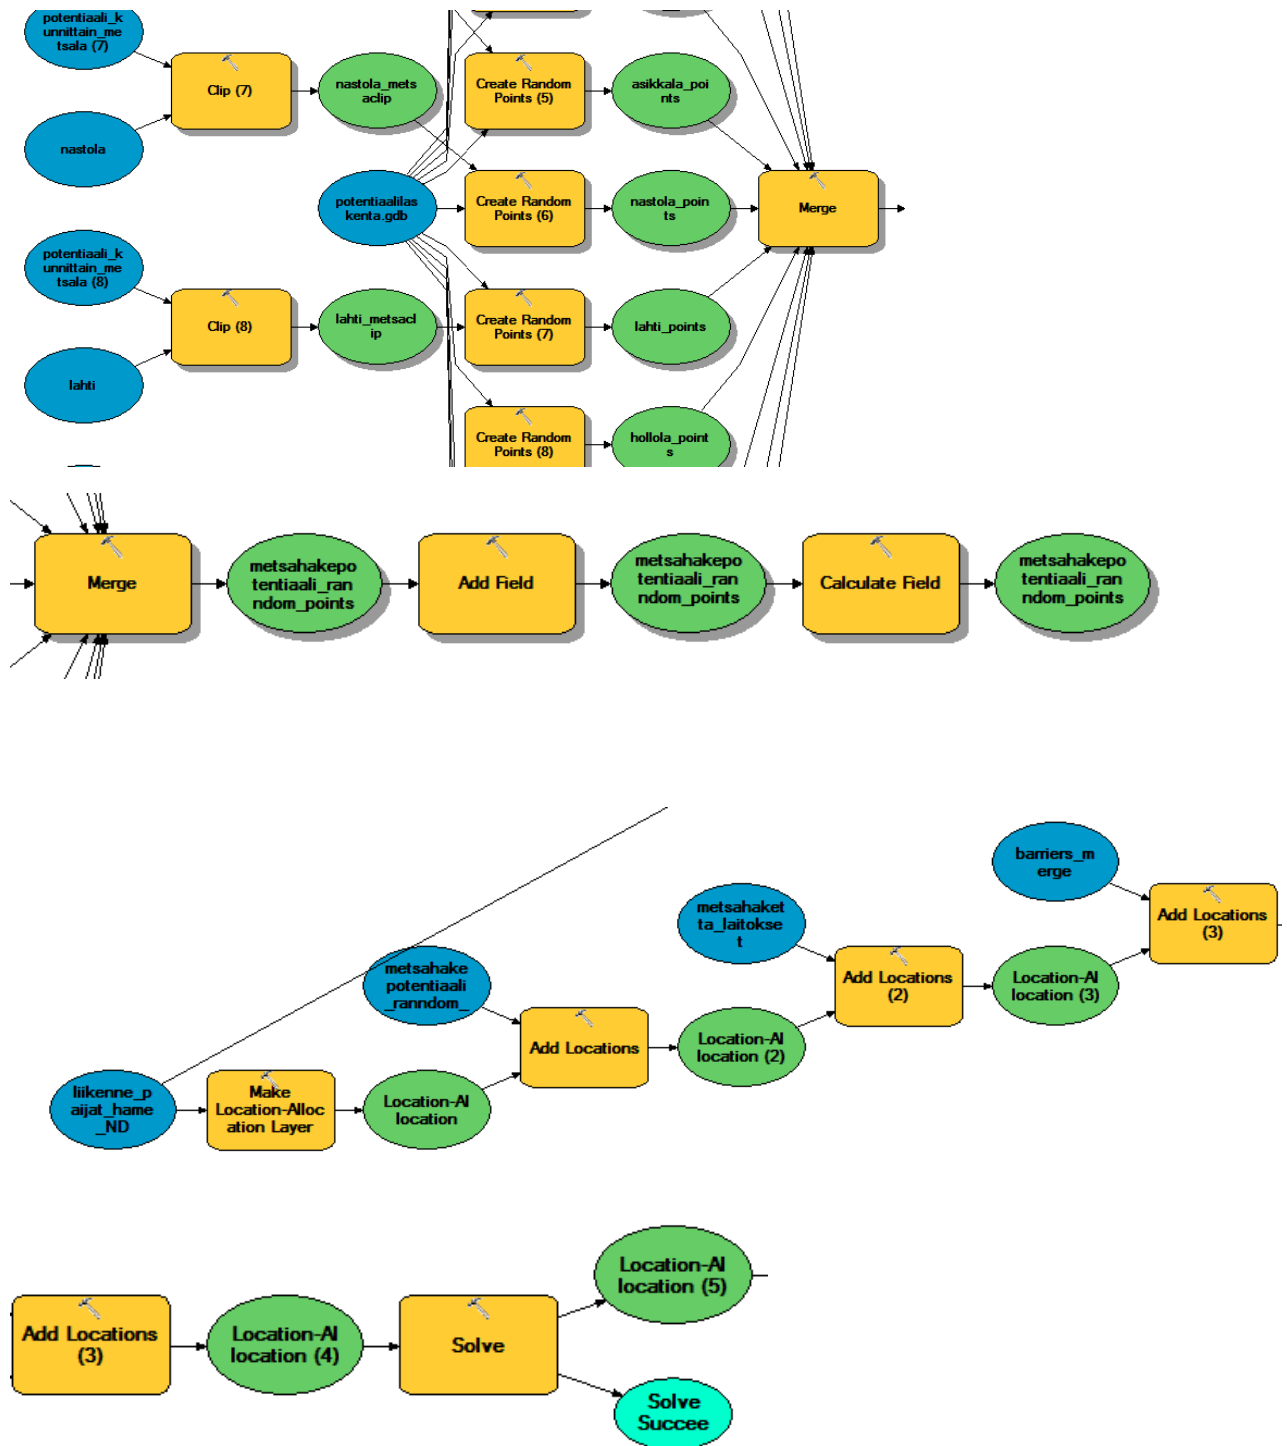 potentiaali_k
unnittain_me
tsala (7)
Clip (7)
nastola_mets
aclip
Create Random
Points (5)
asikkala_poi
nts
nastola
potentiaalilas
kenta.gdb
Create Random
Points (6)
nastola_poin
ts
Merge
potentiaali_k
unnittain_me
tsala (8)
Clip (8)
lahti_metsacl
ip
Create Random
Points (7)
lahti_points
lahti
Create Random
Points (8)
hollola_point
s
Merge
metsahakepo
tentiaali_ran
ndom_points
Add Field
metsahakepo
tentiaali_ran
ndom_points
Calculate Field
metsahakepo
tentiaali_ran
ndom_points
barriers_m
erge
metsahaket
ta_laitokse
t
Add Locations
(3)
metsahake
potentiaali
_ranndom_
Add Locations
(2)
Location-Al
location (3)
Add Locations
Location-Al
location (2)
liikenne_p
aijat_hame
_ND
Make
Location-Alloc
ation Layer
Location-Al
location
Location-Al
location (5)
Add Locations
(3)
Location-Al
location (4)
Solve
Solve
Succee